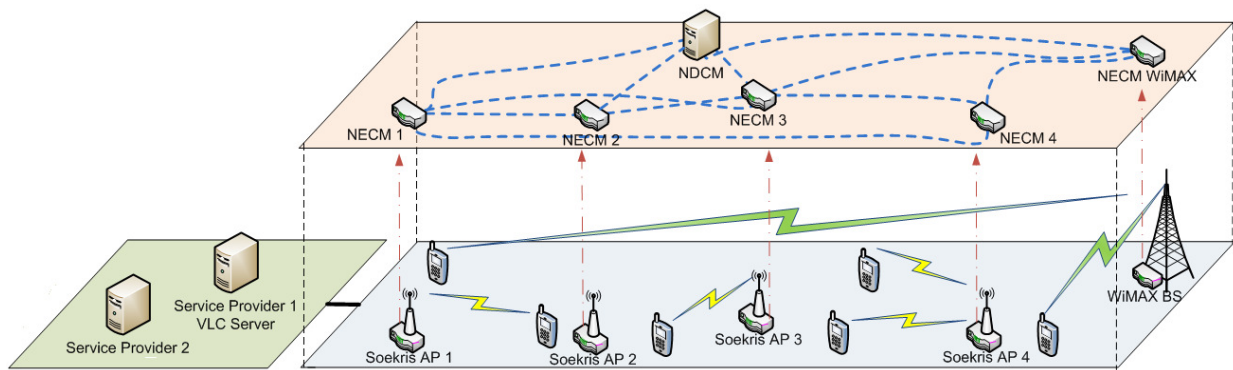 NDCM
NECM WiMAX
NECM 1
NECM 2
NECM 3
NECM 4
Service Provider 1
VLC Server
Service Provider 2
Soekris AP 1
Soekris AP 2
Soekris AP 3
Soekris AP 4
WiMAX BS